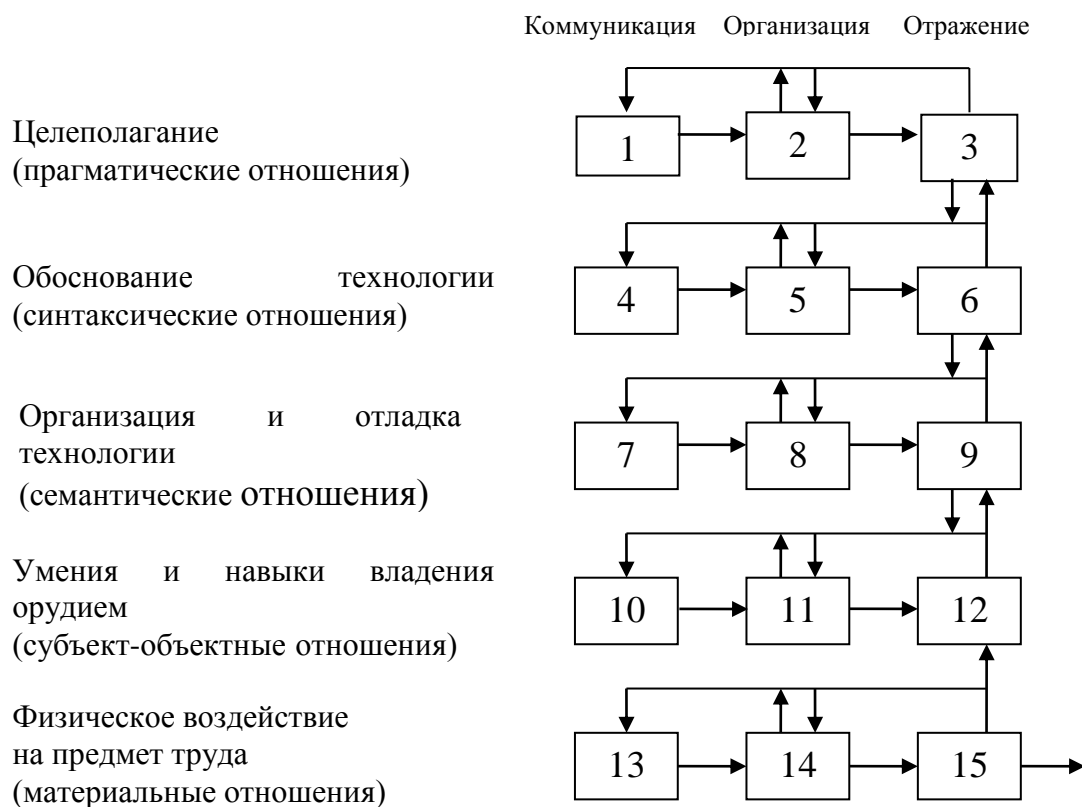 Коммуникация Организация Отражение
Целеполагание
(прагматические отношения)
1 2 3
Обоснование технологии
(синтаксические отношения)
4 5 6
Организация и отладка
технологии
(семантические отношения)
7 8 9
Умения и навыки владения
орудием
(субъект-объектные отношения)
10 11 12
Физическое воздействие
на предмет труда
(материальные отношения)
13 14 15